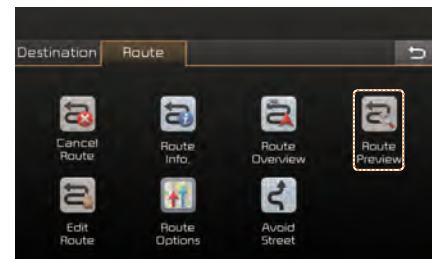 Destination Route
Cancel Route
Route Info.
Route Overview
Route Preview
Edit Route
Route Options
Avoid Street